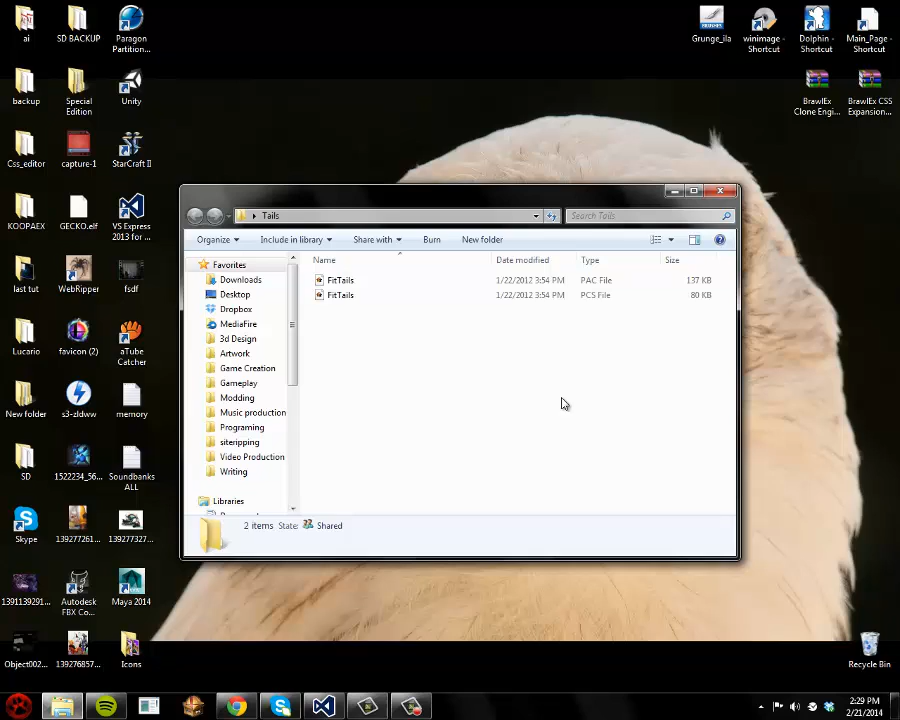 ai
SD BACKUP
Paragon
Partition...
Grunge_ila
winimage -
Shortcut
Dolphin -
Shortcut
Main_Page -
Shortcut
backup
Special
Edition
Unity
BrawlEx
Clone Engi...
BrawlEx CSS
Expansion...
Css_editor
capture-1
StarCraft II
KOOPAEX
GECKO.elf
VS Express
2013 for ...
last tut
WebRipper
fsdf
Lucario
favicon (2)
aTube
Catcher
New folder
s3-zldww
memory
SD
1522234_56...
Soundbanks
ALL
Skype
139277261...
139277327...
1391139291...
Autodesk
FBX Co...
Maya 2014
Object002...
139276857...
Icons
Recycle Bin
Tails
Search Tails
Organize
Include in library
Share with
Burn
New folder
Favorites
Downloads
Desktop
Dropbox
MediaFire
3d Design
Artwork
Game Creation
Gameplay
Modding
Music production
Programing
siteripping
Video Production
Writing
Libraries
Name
Date modified
Type
Size
FitTails 1/22/2012 3:54 PM PAC File 137 KB
FitTails 1/22/2012 3:54 PM PCS File 80 KB
2 items State: Shared
2:29 PM
2/21/2014